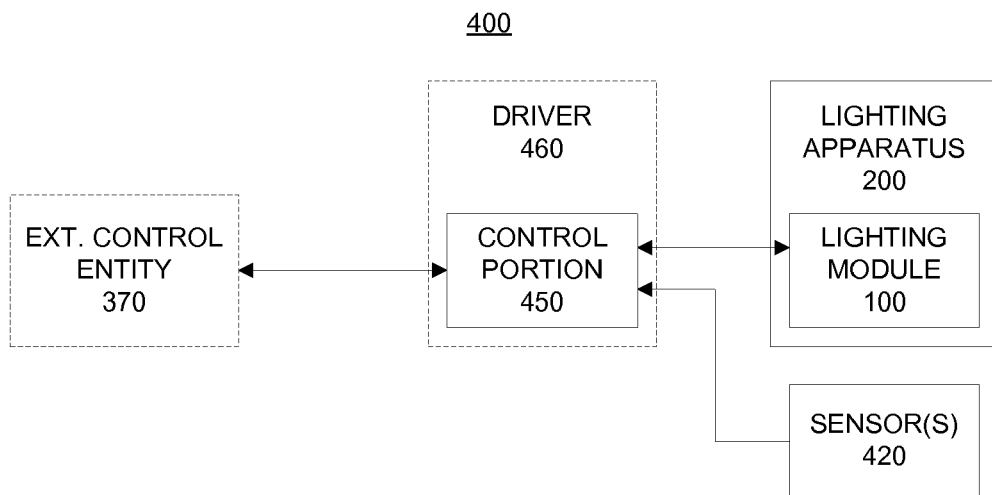 400
DRIVER
460
LIGHTING
APPARATUS
200
EXT. CONTROL
ENTITY
370
CONTROL
PORTION
450
LIGHTING
MODULE
100
SENSOR(S)
420